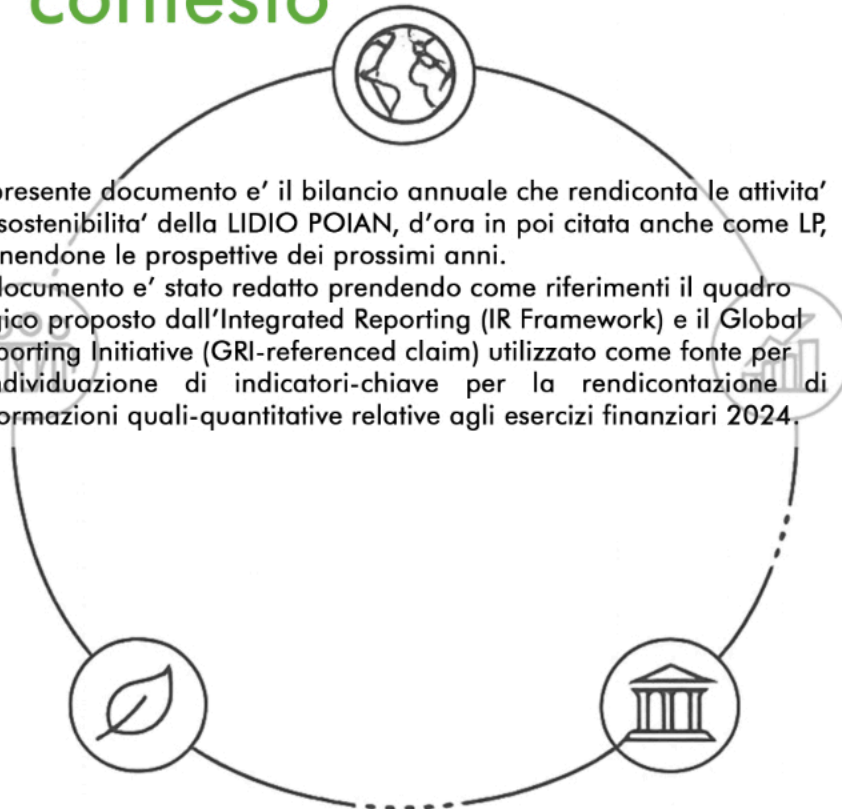 contesto
presente documento e' il bilancio annuale che rendiconta le attivita'
sostenibilita' della LIDIO POIAN, d'ora in poi citata anche come LP,
nendone le prospettive dei prossimi anni.
documento e' stato redatto prendendo come riferimenti il quadro
gico proposto dall'Integrated Reporting (IR Framework) e il Global
porting Initiative (GRI-referenced claim) utilizzato come fonte per
dividuazione di indicatori-chiave per la rendicontazione di
ormazioni quali-quantitative relative agli esercizi finanziari 2024.